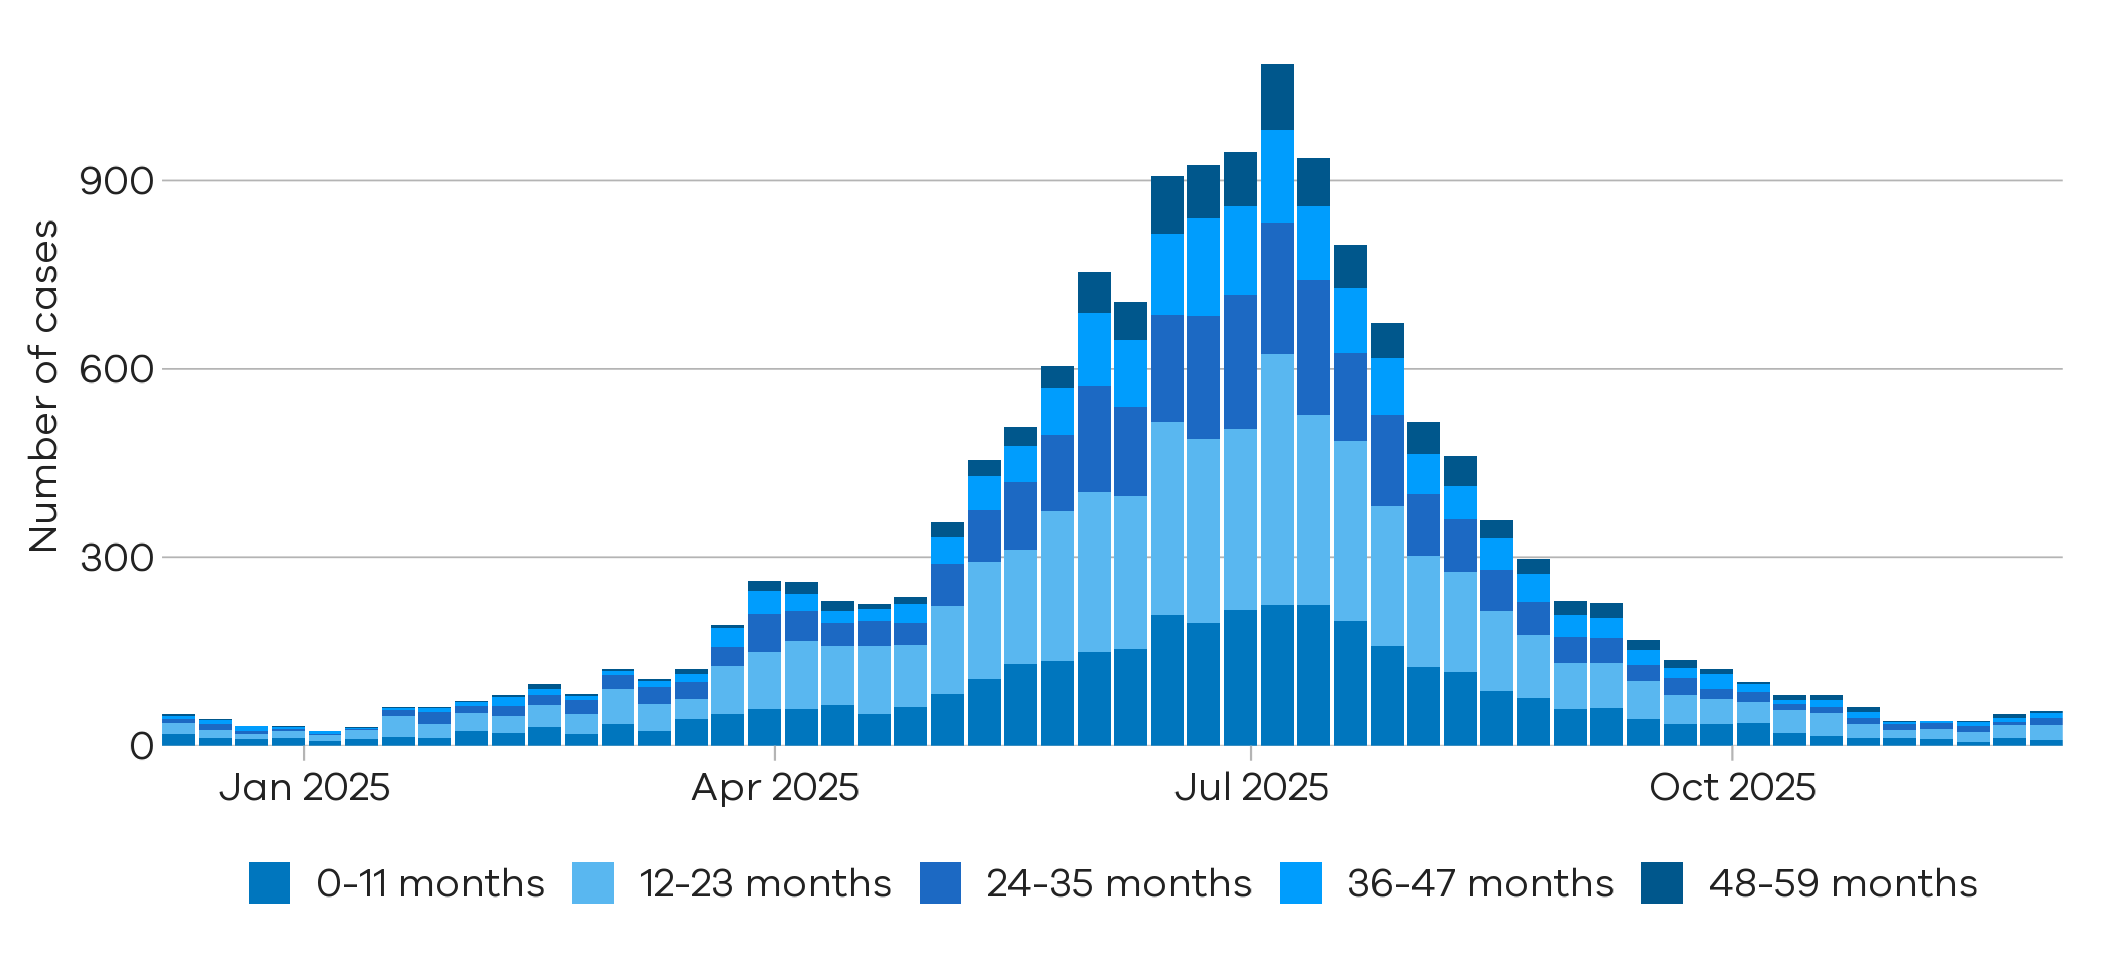 Number of cases
900
600
300
0
Jan 2025 Apr 2025 Jul 2025 Oct 2025
0-11 months 12-23 months 24-35 months 36-47 months 48-59 months